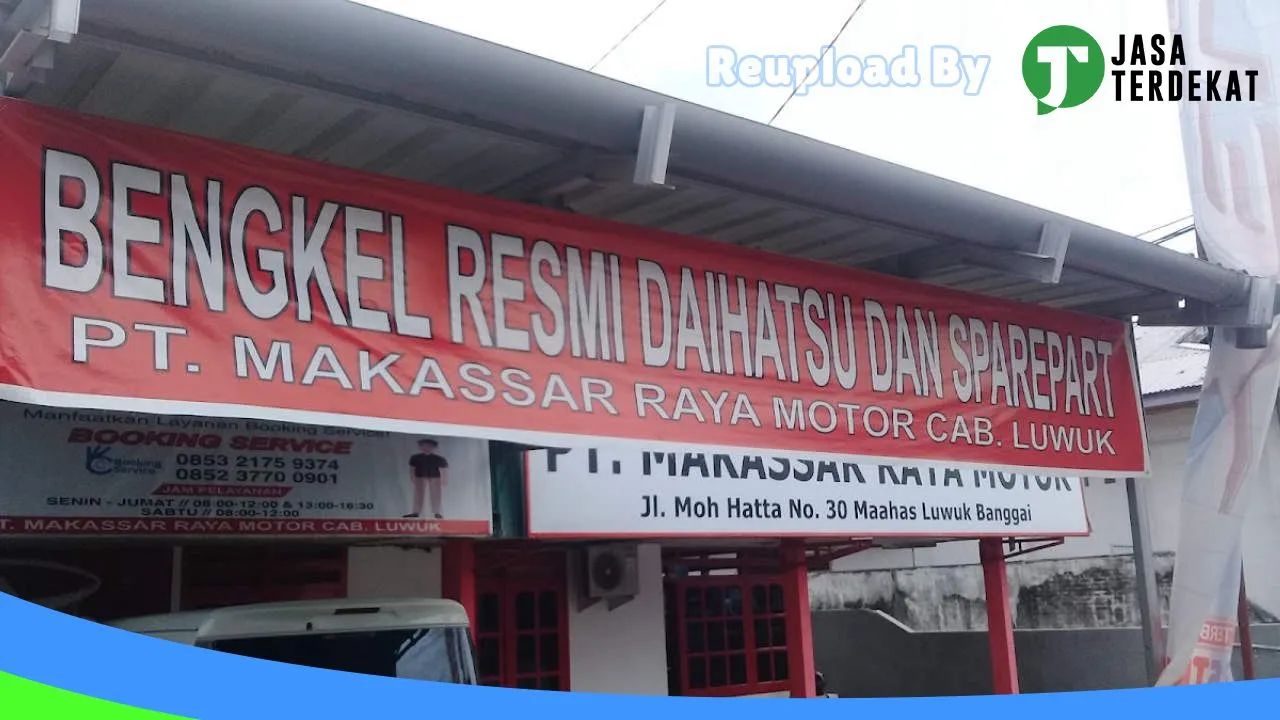 Reupload By
JASA
TERDEKAT
BENGKEL RESMI DAIHATSU DAN SPAREPART
PT. MAKASSAR RAYA MOTOR CAB. LUWUK
Manfaatkan Layanan Booking Service!
BOOKING SERVICE
Booking
Service
0853 2175 9374
0852 3770 0901
JAM PELAYANAN
SENIN - JUMAT // 08:00-12:00 & 13:00-16:30
SABTU // 08:00-12:00
PT. MAKASSAR RAYA MOTOR CAB. LUWUK
PT. MAKASSAR RAYA MOTOR
Jl. Moh Hatta No. 30 Maahas Luwuk Banggai